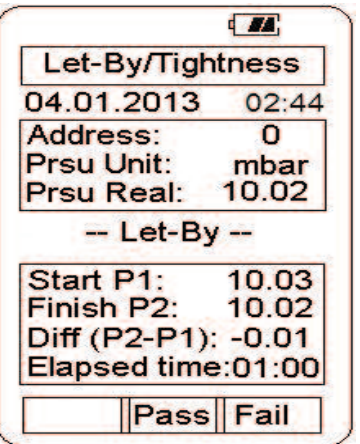 Let-By/Tightness
04.01.2013 02:44
Address: 0
Prsu Unit: mbar
Prsu Real: 10.02
-- Let-By --
Start P1: 10.03
Finish P2: 10.02
Diff (P2-P1): -0.01
Elapsed time:01:00
Pass Fail